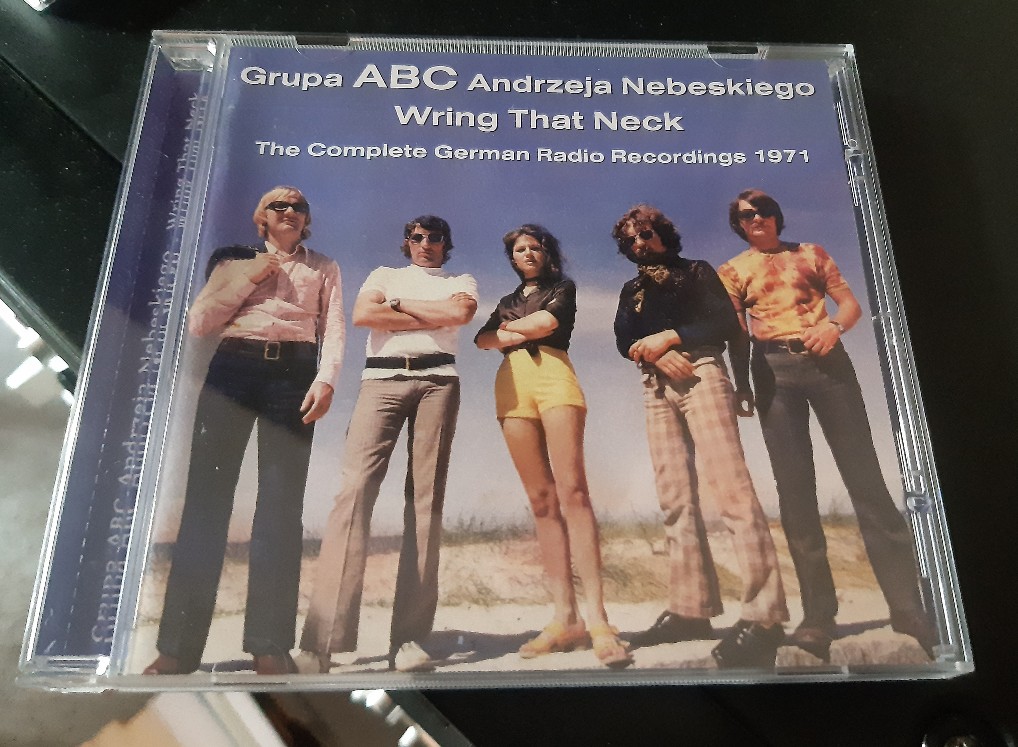 Grupa ABC Andrzeja Nebeskiego
Wring That Neck
The Complete German Radio Recordings 1971
Grupa ABC Andrzeja Nebeskiego - Wring That Neck